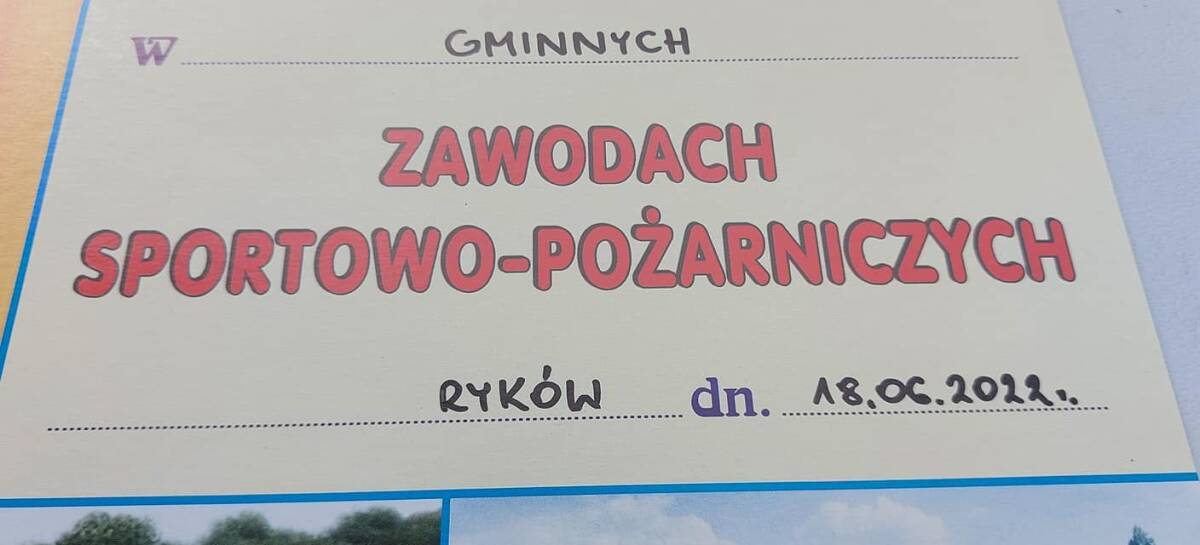 W GMINNYCH
ZAWODACH
SPORTOWO-POŻARNICZYCH
RYKÓW dn. 18.06.2022r.